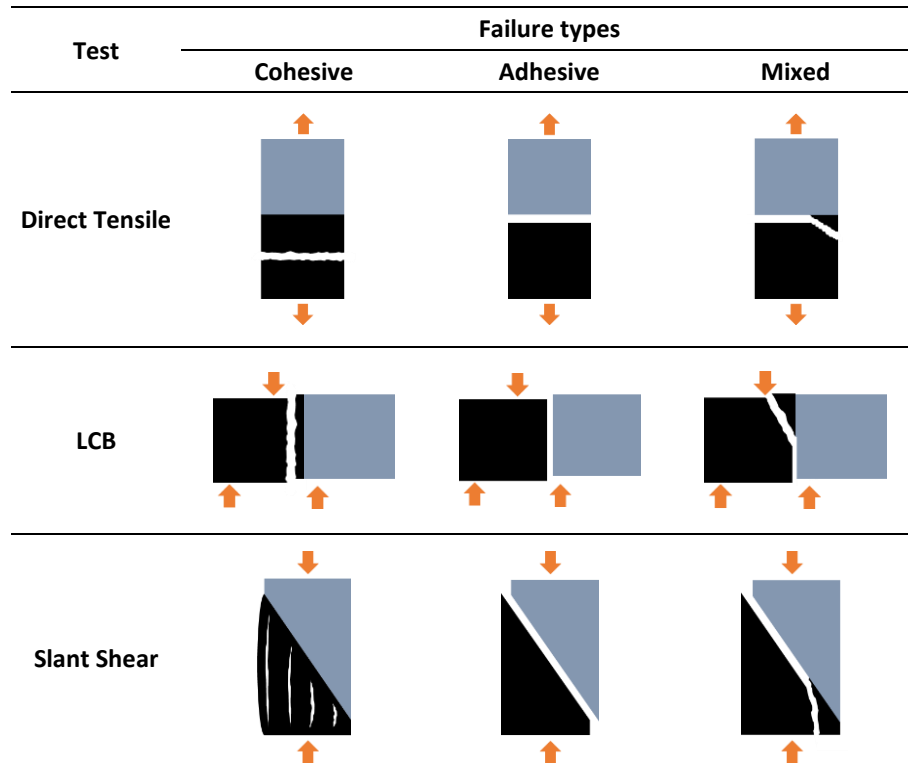 Test
Failure types
Cohesive Adhesive Mixed
Direct Tensile
LCB
Slant Shear